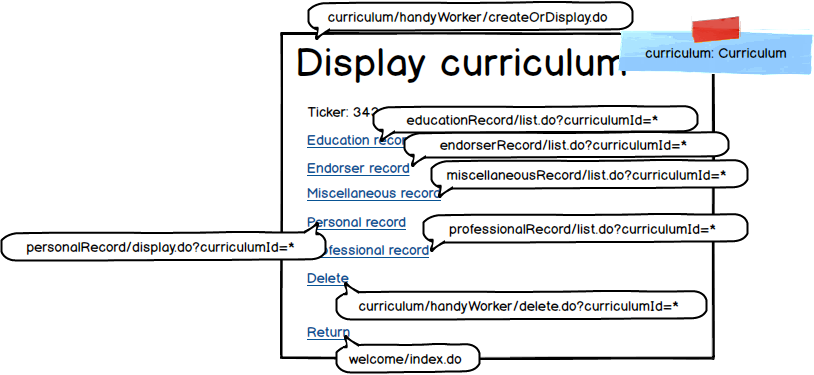 curriculum/handyWorker/createOrDisplay.do
Display curriculum
curriculum: Curriculum
Ticker: 343
educationRecord/list.do?curriculumId=*
Education record
endorserRecord/list.do?curriculumId=*
Endorser record
miscellaneousRecord/list.do?curriculumId=*
Miscellaneous record
Personal record
professionalRecord/list.do?curriculumId=*
personalRecord/display.do?curriculumId=*
ofessional record
Delete
curriculum/handyWorker/delete.do?curriculumId=*
Return
welcome/index.do